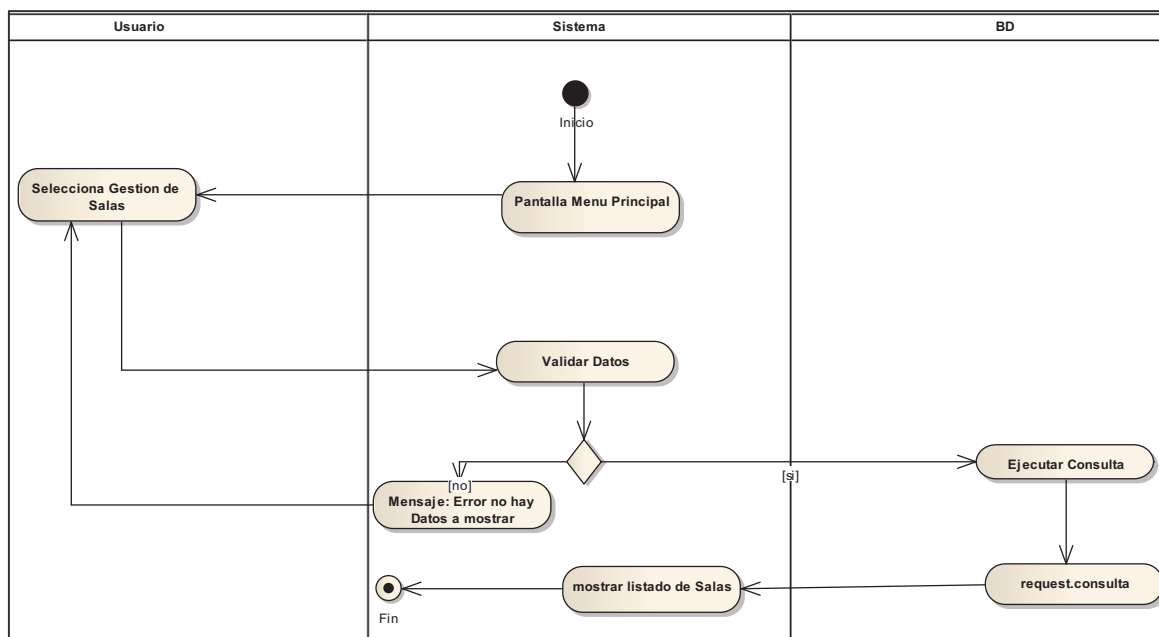 Usuario
Sistema
BD
Inicio
Selecciona Gestion de
Salas
Pantalla Menu Principal
Validar Datos
[no]
[si]
Ejecutar Consulta
Mensaje: Error no hay
Datos a mostrar
mostrar listado de Salas
request.consulta
Fin